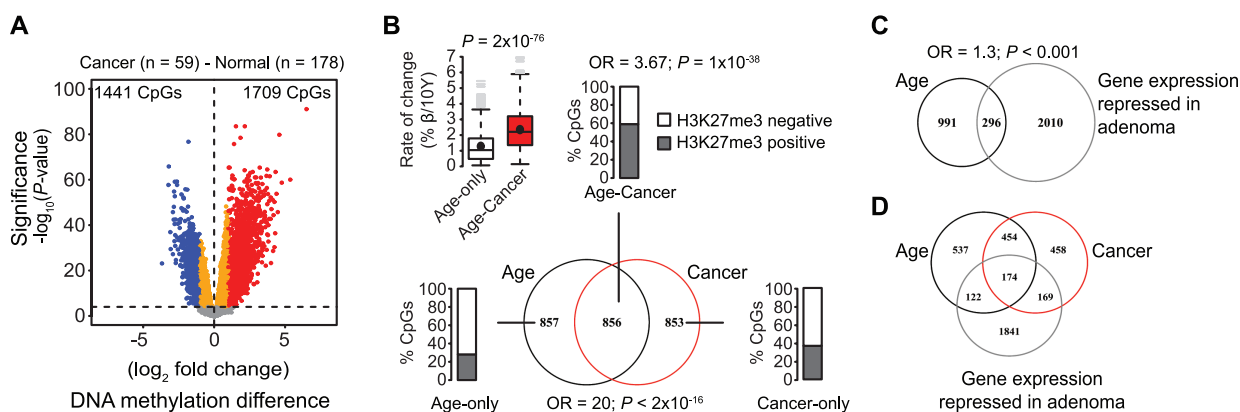 A
Cancer (n = 59) - Normal (n = 178)
1441 CpGs
1709 CpGs
Significance
-log10(P-value)
100
80
60
40
20
0
-5
0
5
(log2 fold change)
DNA methylation difference
B
P = 2x10-76
Rate of change
(% β/10Y)
7
6
5
4
3
2
1
0
Age-only
Age-Cancer
OR = 3.67; P = 1x10-38
% CpGs
100
80
60
40
20
0
H3K27me3 negative
H3K27me3 positive
Age-Cancer
Age
Cancer
857
856
853
OR = 20; P < 2x10-16
% CpGs
100
80
60
40
20
0
Age-only
% CpGs
100
80
60
40
20
0
Cancer-only
C
OR = 1.3; P < 0.001
Age
991
296
2010
Gene expression
repressed in
adenoma
D
Age
Cancer
537
454
458
174
122
169
1841
Gene expression
repressed in adenoma